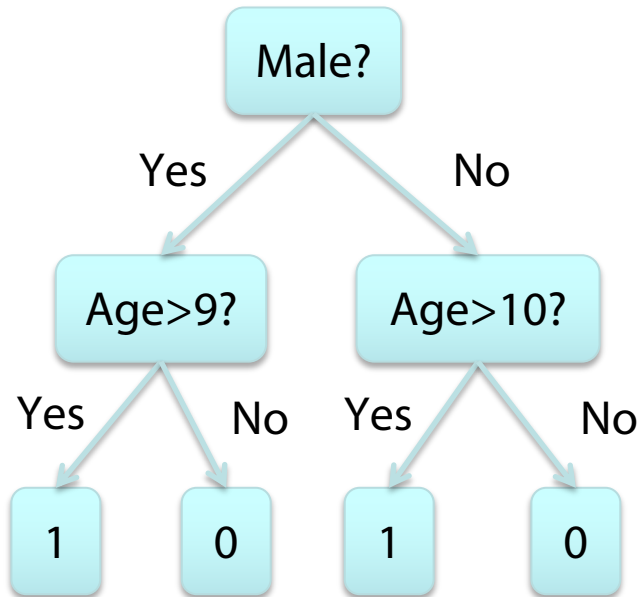 Male?
Yes
No
Age>9?
Age>10?
Yes
No
Yes
No
1
0
1
0